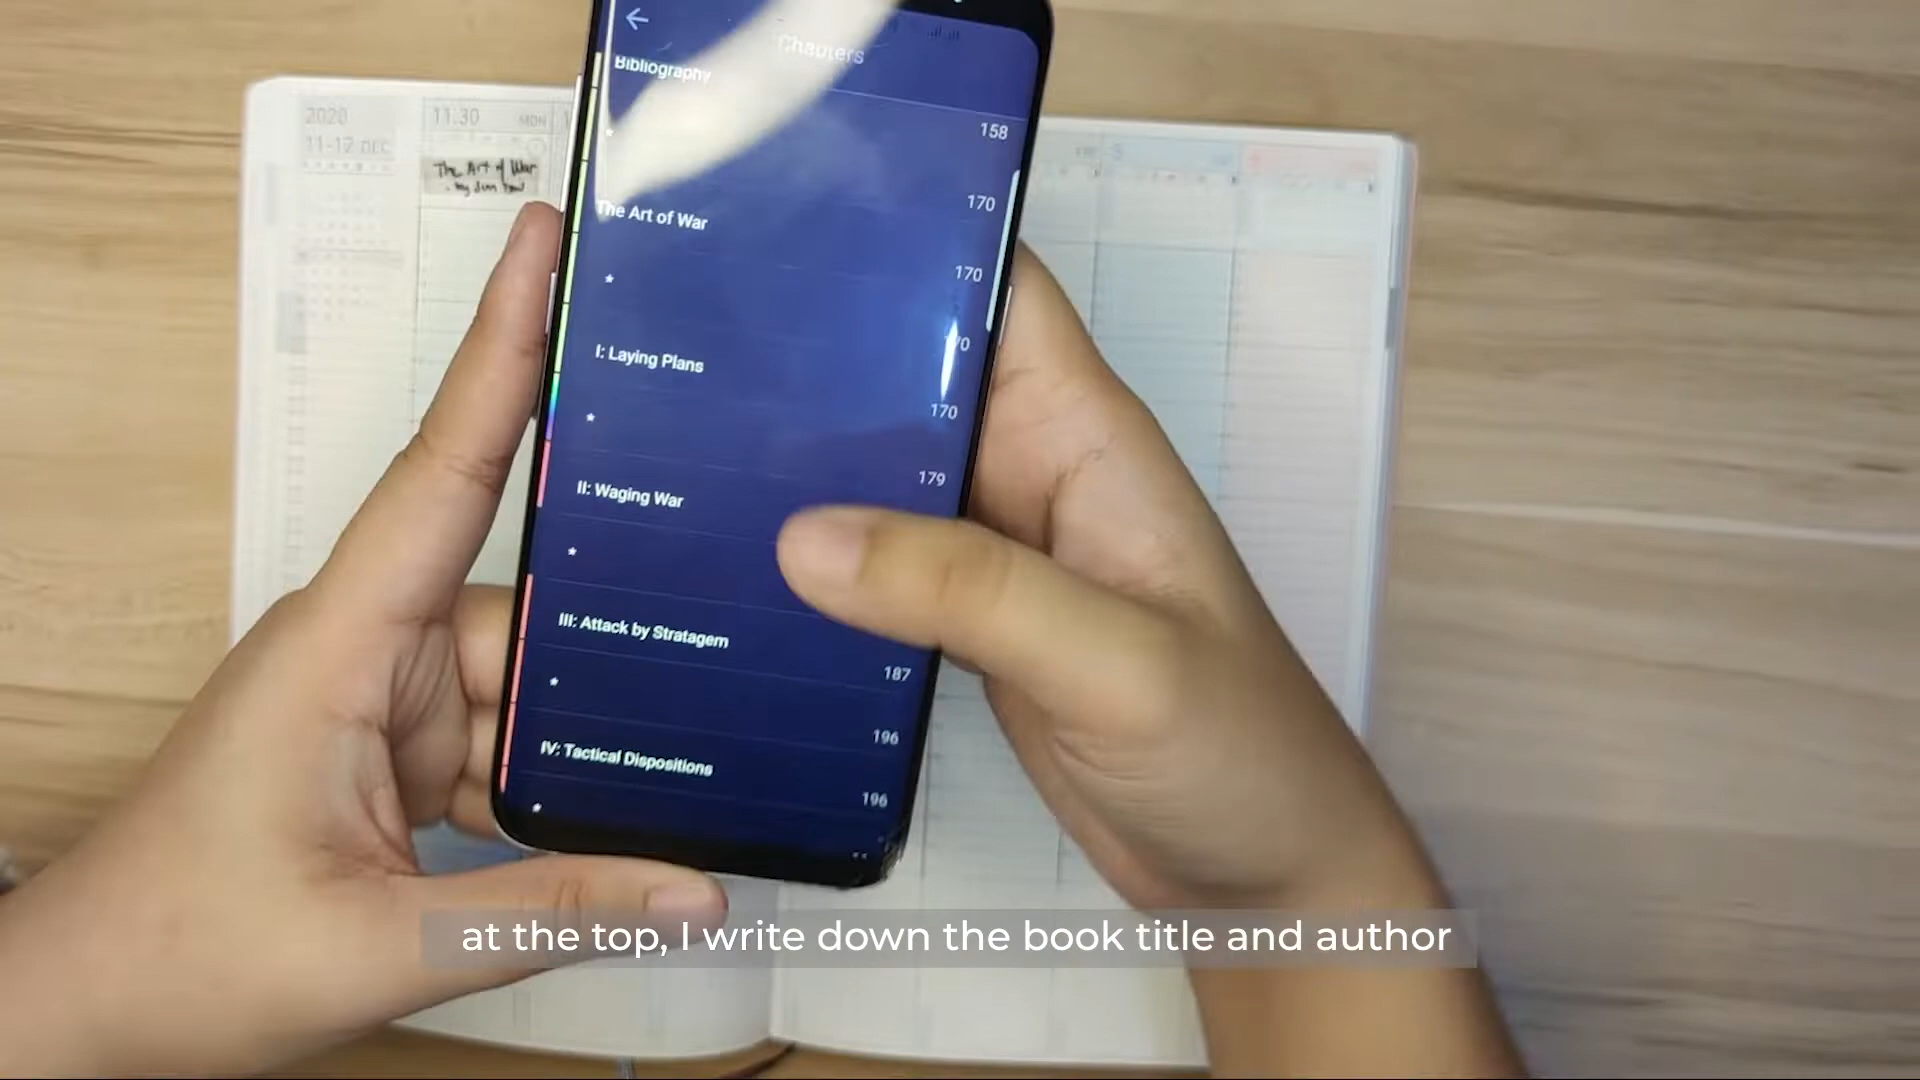 Chapters
Bibliography
158
*
170
The Art of War
170
*
I: Laying Plans
170
*
179
II: Waging War
*
III: Attack by Stratagem
187
*
196
IV: Tactical Dispositions
196
*
2020
11-12 DEC
11.30 MON
The Art of War
at the top, I write down the book title and author